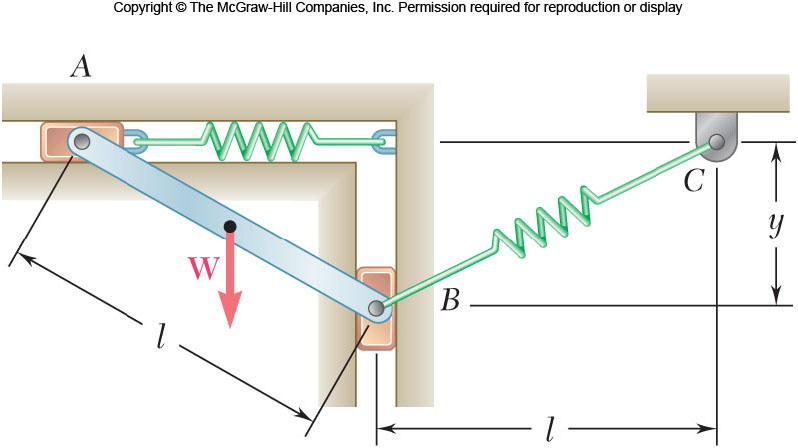 Copyright © The McGraw-Hill Companies, Inc. Permission required for reproduction or display
A
C
y
W
B
l
l